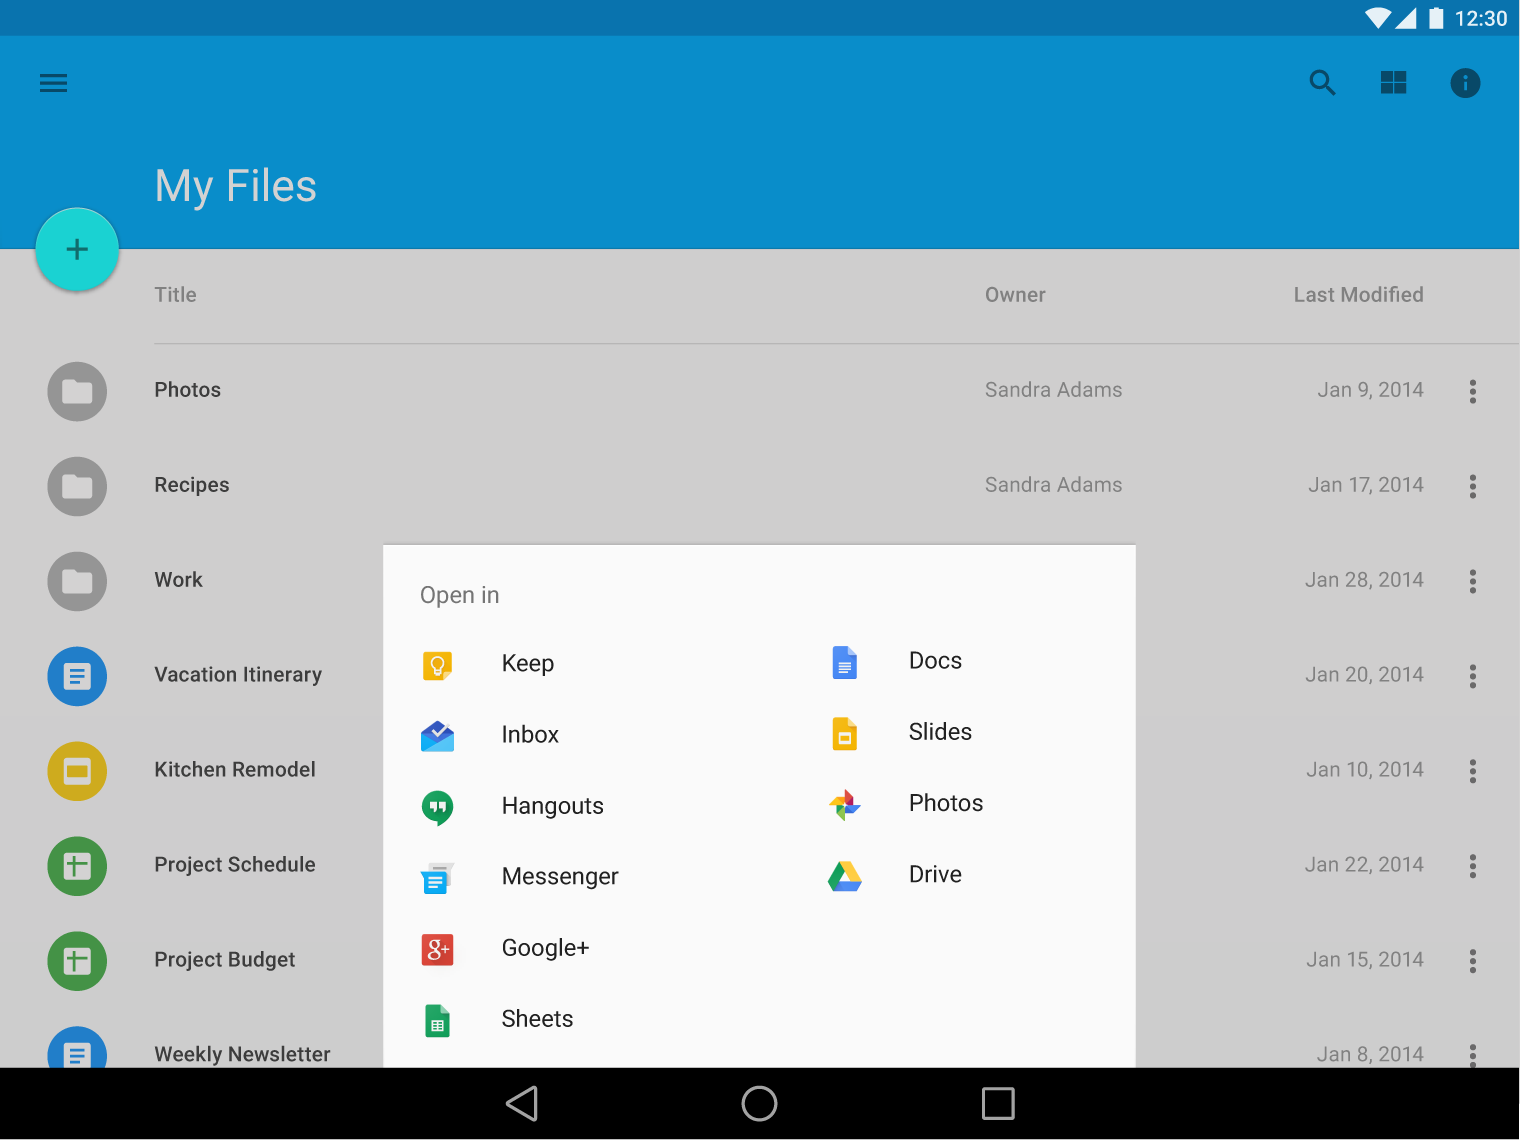 12:30
My Files
Title Owner Last Modified
Photos Sandra Adams Jan 9, 2014
Recipes Sandra Adams Jan 17, 2014
Work Jan 28, 2014
Vacation Itinerary Jan 20, 2014
Kitchen Remodel Jan 10, 2014
Project Schedule Jan 22, 2014
Project Budget Jan 15, 2014
Weekly Newsletter Jan 8, 2014
Open in
Keep
Inbox
Hangouts
Messenger
g+ Google+
Sheets
Docs
Slides
Photos
Drive